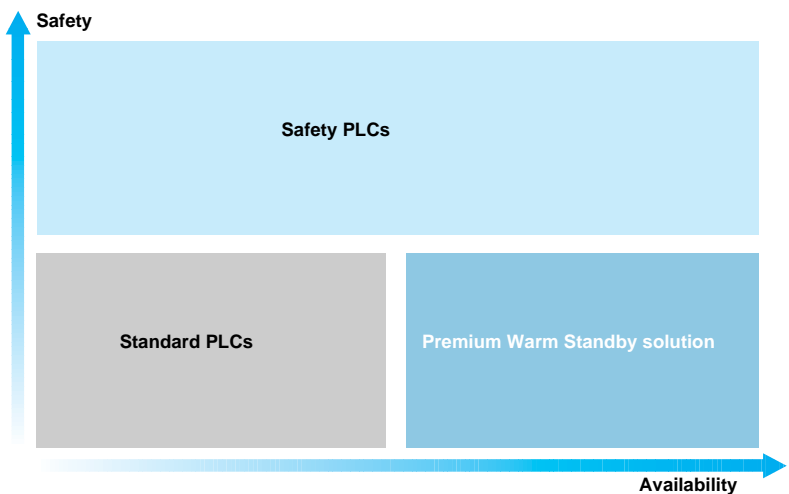 Safety
Safety PLCs
Standard PLCs
Premium Warm Standby solution
Availability